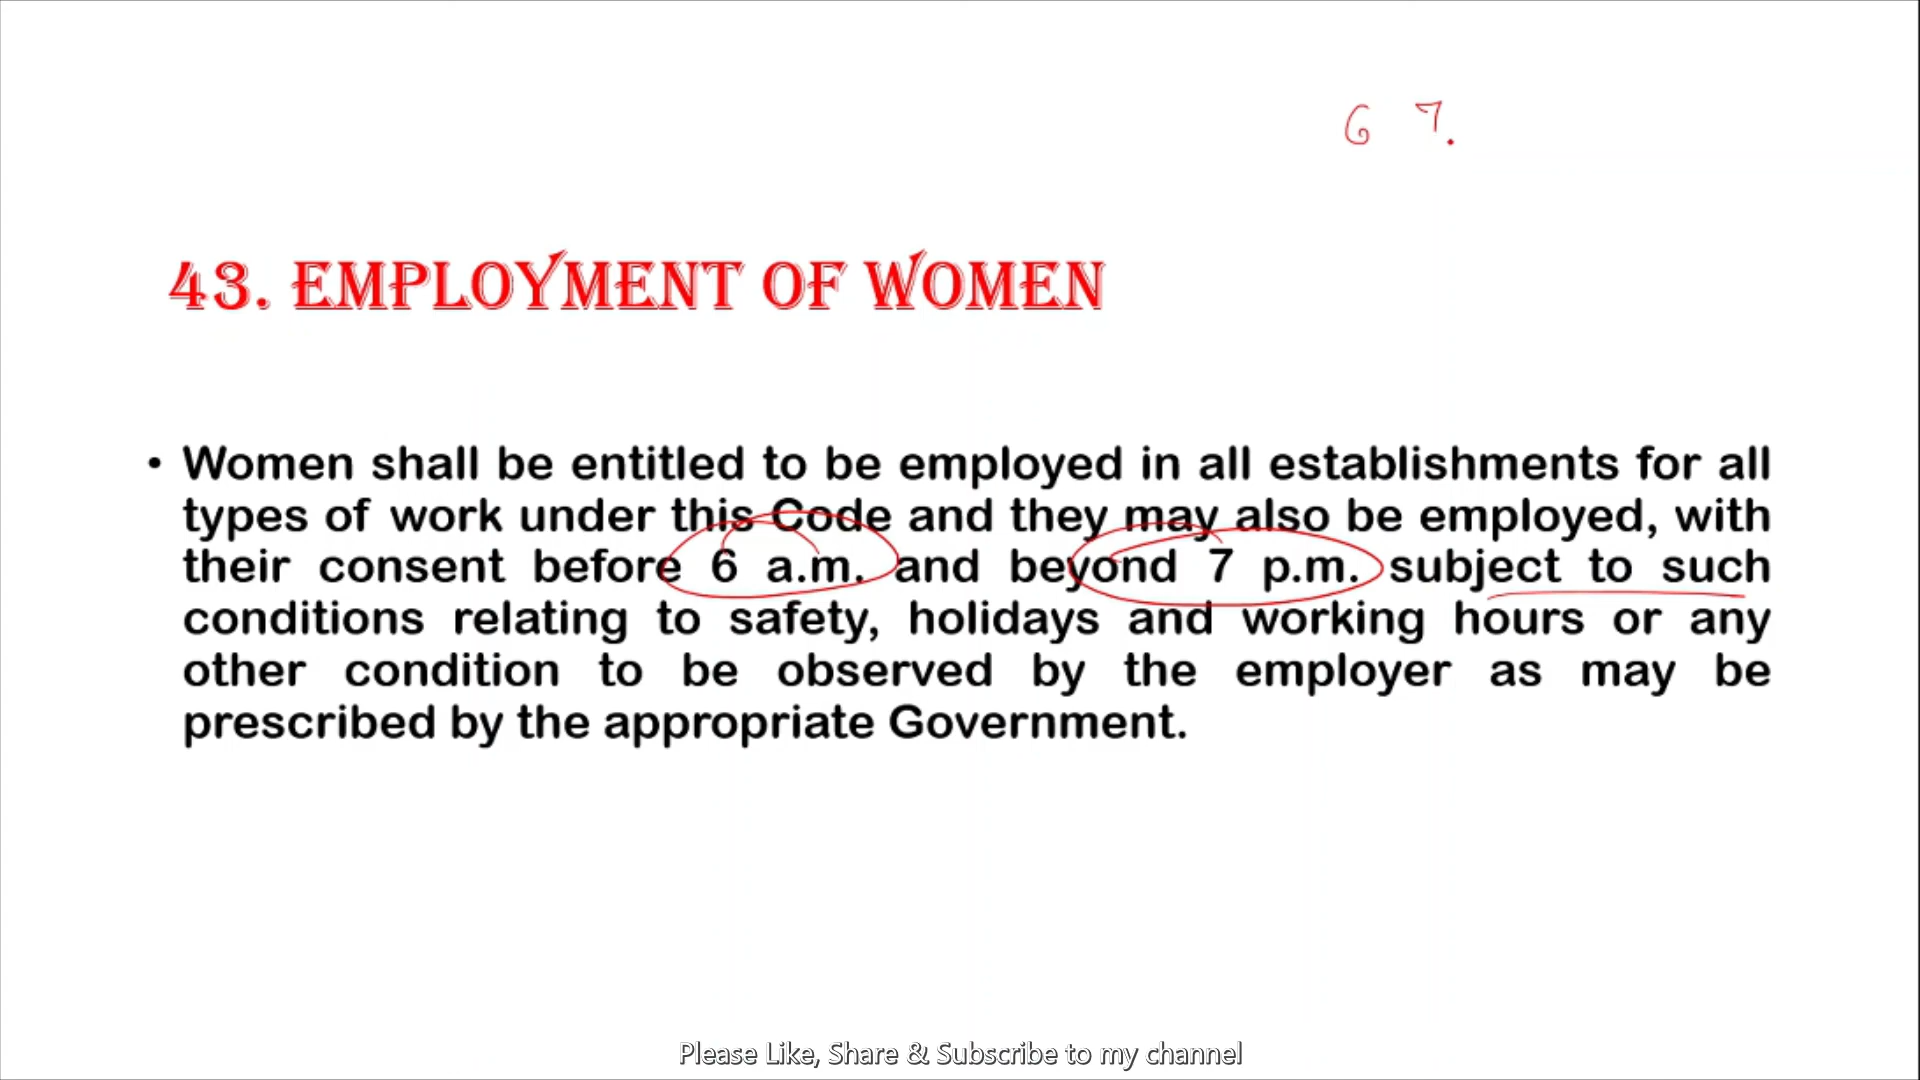 6 7.
43. EMPLOYMENT OF WOMEN
• Women shall be entitled to be employed in all establishments for all
types of work under this Code and they may also be employed, with
their consent before 6 a.m. and beyond 7 p.m. subject to such
conditions relating to safety, holidays and working hours or any
other condition to be observed by the employer as may be
prescribed by the appropriate Government.
Please Like, Share & Subscribe to my channel